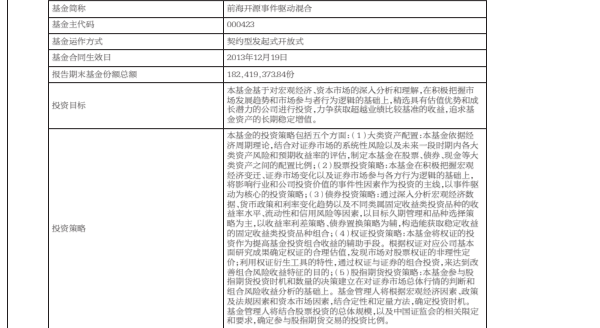 基金简称 前海开源事件驱动混合
基金主代码 000423
基金运作方式 契约型发起式开放式
基金合同生效日 2013年12月19日
报告期末基金份额总额 182,419,373.84份
投资目标
本基金基于对宏观经济、资本市场的深入分析和理解,在积极把握市
场发展趋势和市场参与者行为逻辑的基础上,精选具有估值优势和成
长潜力的公司进行投资,力争获取超越业绩比较基准的收益,追求基
金资产的长期稳定增值。
投资策略
本基金的投资策略包括五个方面:(1)大类资产配置:本基金依据经
济周期理论,结合对证券市场的系统性风险以及未来一段时期内各大
类资产风险和预期收益率的评估,制定本基金在股票、债券、现金等大
类资产之间的配置比例;(2)股票投资策略:本基金在积极把握宏观
经济变迁、证券市场变化以及证券市场参与各方行为逻辑的基础上,
将影响行业和公司投资价值的事件性因素作为投资的主线,以事件驱
动为核心的投资策略;(3)债券投资策略:通过深入分析宏观经济数
据、货币政策和利率变化趋势以及不同类属固定收益类投资品种的收
益率水平、流动性和信用风险等因素,以目标久期管理和品种选择策
略为主,以收益率利差策略、债券置换策略为辅,构造能获取稳定收益
的固定收益类投资品种组合;(4)权证投资策略:本基金将权证的投
资作为提高基金投资组合收益的辅助手段。根据权证对应公司基本
面研究成果确定权证的合理估值,发现市场对股票权证的非理性定
价;利用权证衍生工具的特性,通过权证与证券的组合投资,来达到改
善组合风险收益特征的目的;(5)股指期货投资策略:本基金参与股
指期货投资时机和数量的决策建立在对证券市场总体行情的判断和
组合风险收益分析的基础上。基金管理人将根据宏观经济因素、政策
及法规因素和资本市场因素,结合定性和定量方法,确定投资时机。
基金管理人将结合股票投资的总体规模,以及中国证监会的相关限定
和要求,确定参与股指期货交易的投资比例。